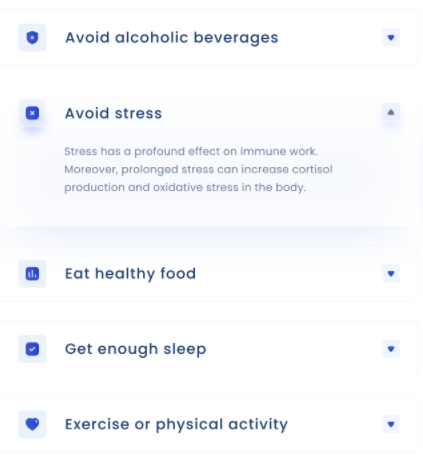 Avoid alcoholic beverages
Avoid stress
Stress has a profound effect on immune work.
Moreover, prolonged stress can increase cortisol
production and oxidative stress in the body.
Eat healthy food
Get enough sleep
Exercise or physical activity